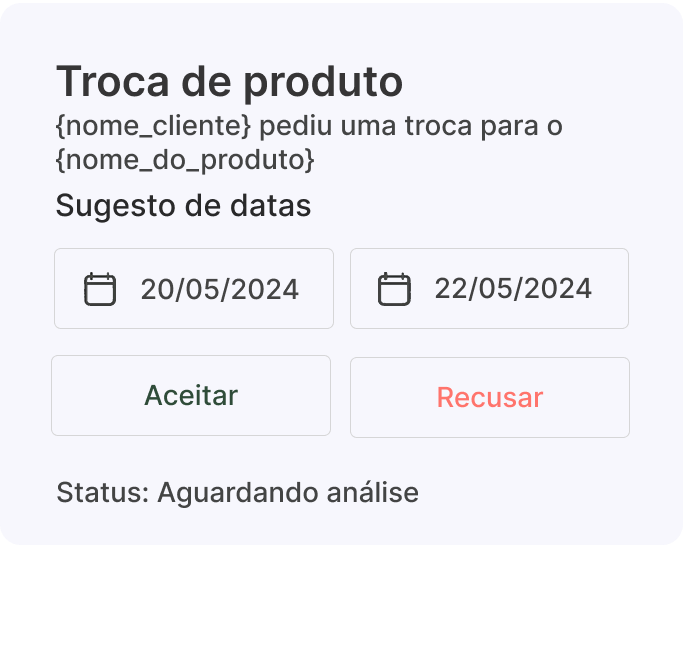 Troca de produto
{nome_cliente} pediu uma troca para o
{nome_do_produto}
Sugesto de datas
20/05/2024 22/05/2024
Aceitar Recusar
Status: Aguardando análise